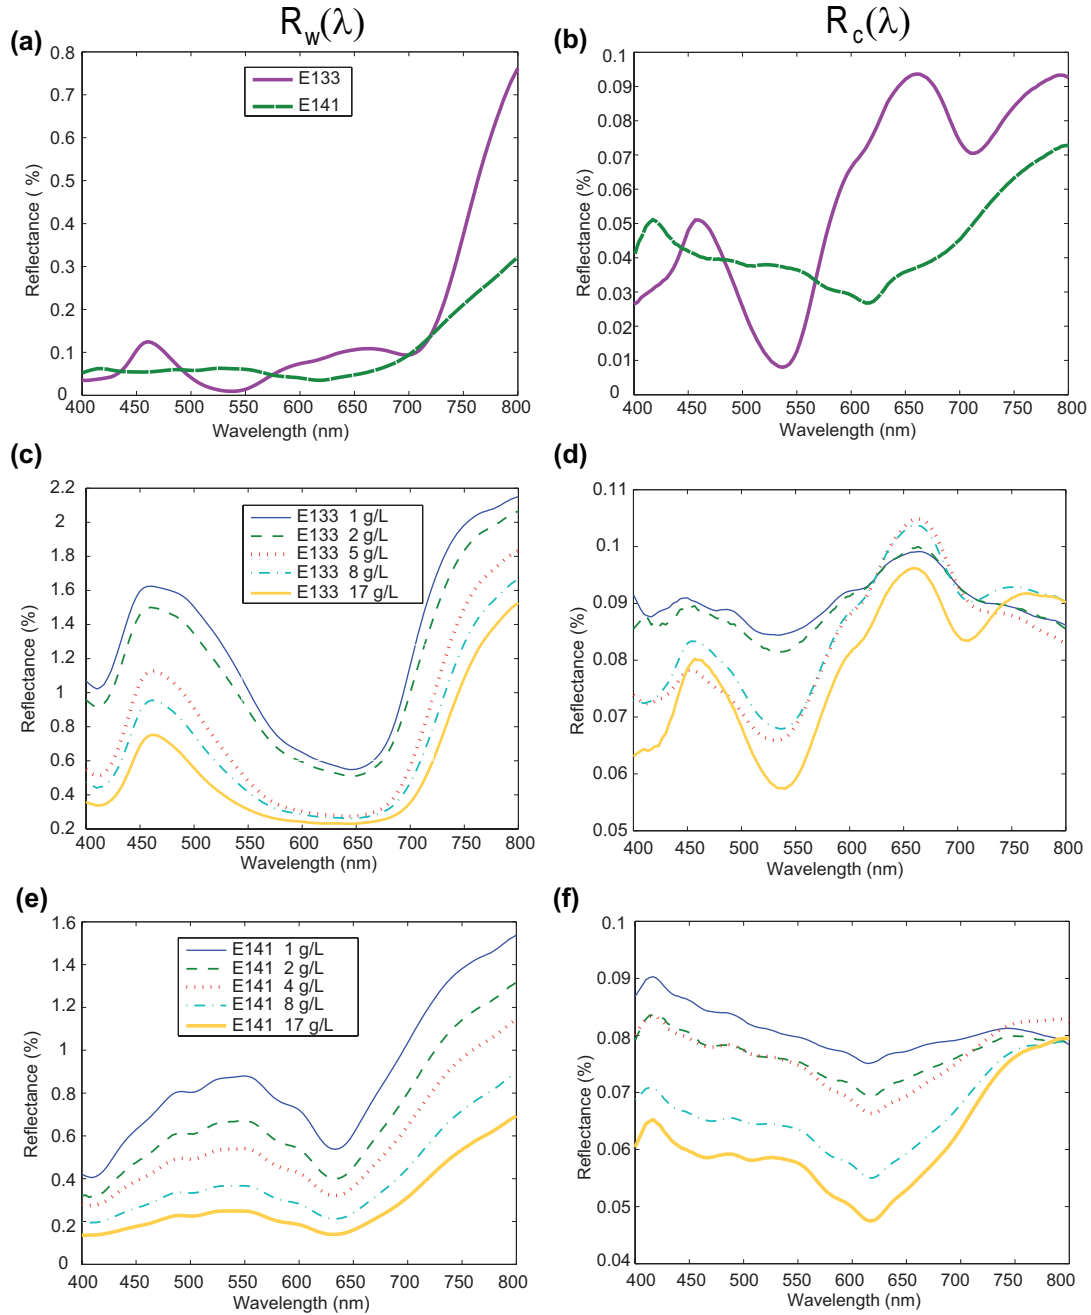 R_w(λ)
R_c(λ)
(a)
0.8
0.7
0.6
0.5
0.4
0.3
0.2
0.1
0
Reflectance ( %)
E133
E141
400 450 500 550 600 650 700 750 800
Wavelength (nm)
(b)
0.1
0.09
0.08
0.07
0.06
0.05
0.04
0.03
0.02
0.01
0
Reflectance (%)
400 450 500 550 600 650 700 750 800
Wavelength (nm)
(c)
2.2
2
1.8
1.6
1.4
1.2
1
0.8
0.6
0.4
0.2
Reflectance (%)
E133 1 g/L
E133 2 g/L
E133 5 g/L
E133 8 g/L
E133 17 g/L
400 450 500 550 600 650 700 750 800
Wavelength (nm)
(d)
0.11
0.1
0.09
0.08
0.07
0.06
0.05
Reflectance (%)
400 450 500 550 600 650 700 750 800
Wavelength (nm)
(e)
1.6
1.4
1.2
1
0.8
0.6
0.4
0.2
0
Reflectance (%)
E141 1 g/L
E141 2 g/L
E141 4 g/L
E141 8 g/L
E141 17 g/L
400 450 500 550 600 650 700 750 800
Wavelength (nm)
(f)
0.1
0.09
0.08
0.07
0.06
0.05
0.04
Reflectance (%)
400 450 500 550 600 650 700 750 800
Wavelength (nm)